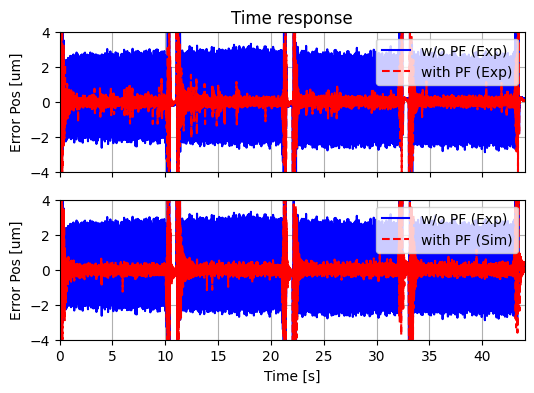 Time response
4
2
0
−2
−4
Error Pos [um]
w/o PF (Exp)
with PF (Exp)
4
2
0
−2
−4
Error Pos [um]
w/o PF (Exp)
with PF (Sim)
0 5 10 15 20 25 30 35 40
Time [s]